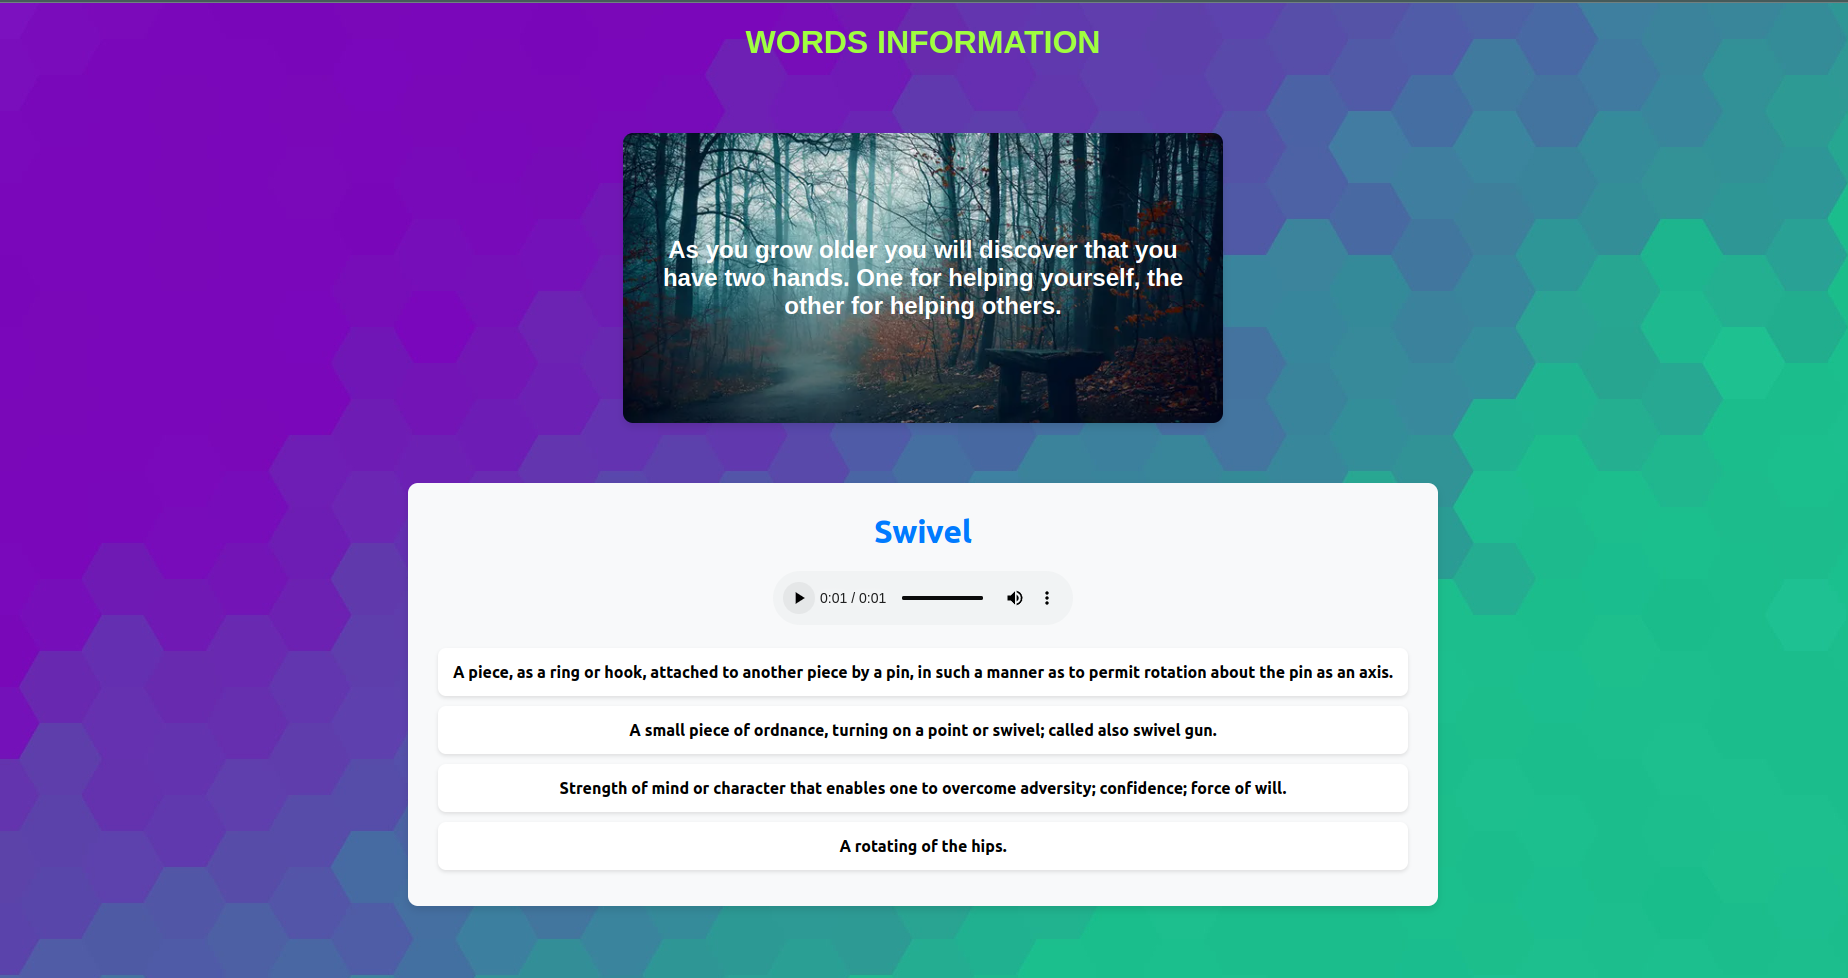 WORDS INFORMATION
As you grow older you will discover that you
have two hands. One for helping yourself, the
other for helping others.
Swivel
0:01 / 0:01
A piece, as a ring or hook, attached to another piece by a pin, in such a manner as to permit rotation about the pin as an axis.
A small piece of ordnance, turning on a point or swivel; called also swivel gun.
Strength of mind or character that enables one to overcome adversity; confidence; force of will.
A rotating of the hips.